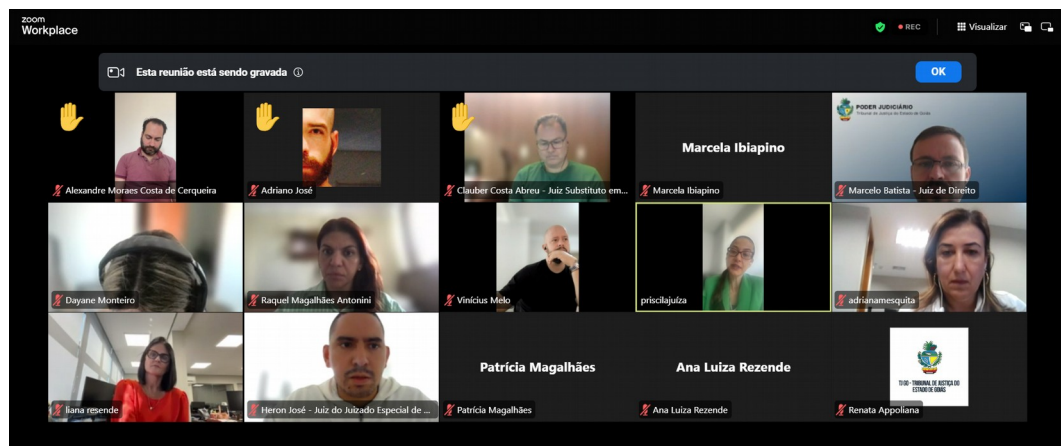 zoom
Workplace
REC
Visualizar
Esta reunião está sendo gravada
OK
Alexandre Moraes Costa de Cerqueira
Adriano José
Clauber Costa Abreu - Juiz Substituto em...
Marcela Ibiapino
Marcela Ibiapino
PODER JUDICIÁRIO
Tribunal de Justiça do Estado de Goiás
Marcelo Batista - Juiz de Direito
Dayane Monteiro
Raquel Magalhães Antonini
Vinícius Melo
priscilajuíza
adrianamesquita
liana resende
Heron José - Juiz do Juizado Especial de ...
Patrícia Magalhães
Patrícia Magalhães
Ana Luiza Rezende
Ana Luiza Rezende
TJGO - TRIBUNAL DE JUSTIÇA DO
ESTADO DE GOIÁS
Renata Appoliana